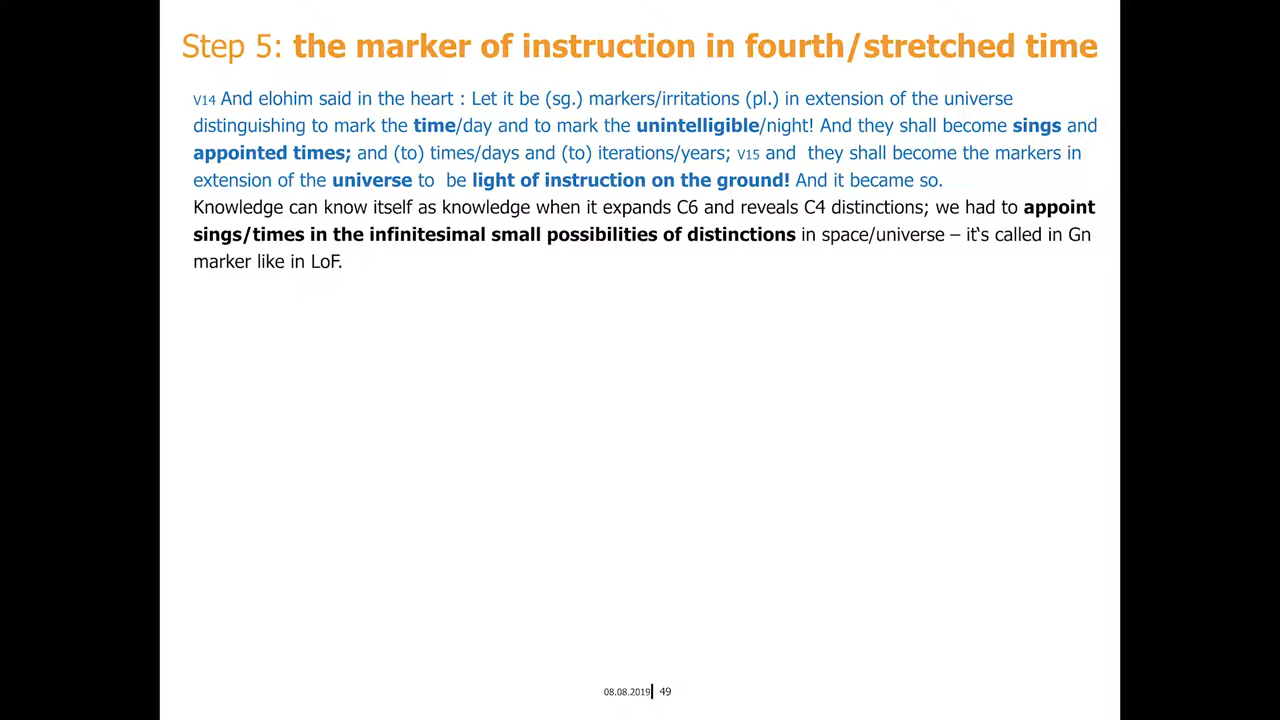 Step 5: the marker of instruction in fourth/stretched time
V14 And elohim said in the heart : Let it be (sg.) markers/irritations (pl.) in extension of the universe
distinguishing to mark the time/day and to mark the unintelligible/night! And they shall become sings and
appointed times; and (to) times/days and (to) iterations/years; V15 and they shall become the markers in
extension of the universe to be light of instruction on the ground! And it became so.
Knowledge can know itself as knowledge when it expands C6 and reveals C4 distinctions; we had to appoint
sings/times in the infinitesimal small possibilities of distinctions in space/universe – it‘s called in Gn
marker like in LoF.
08.08.2019 49